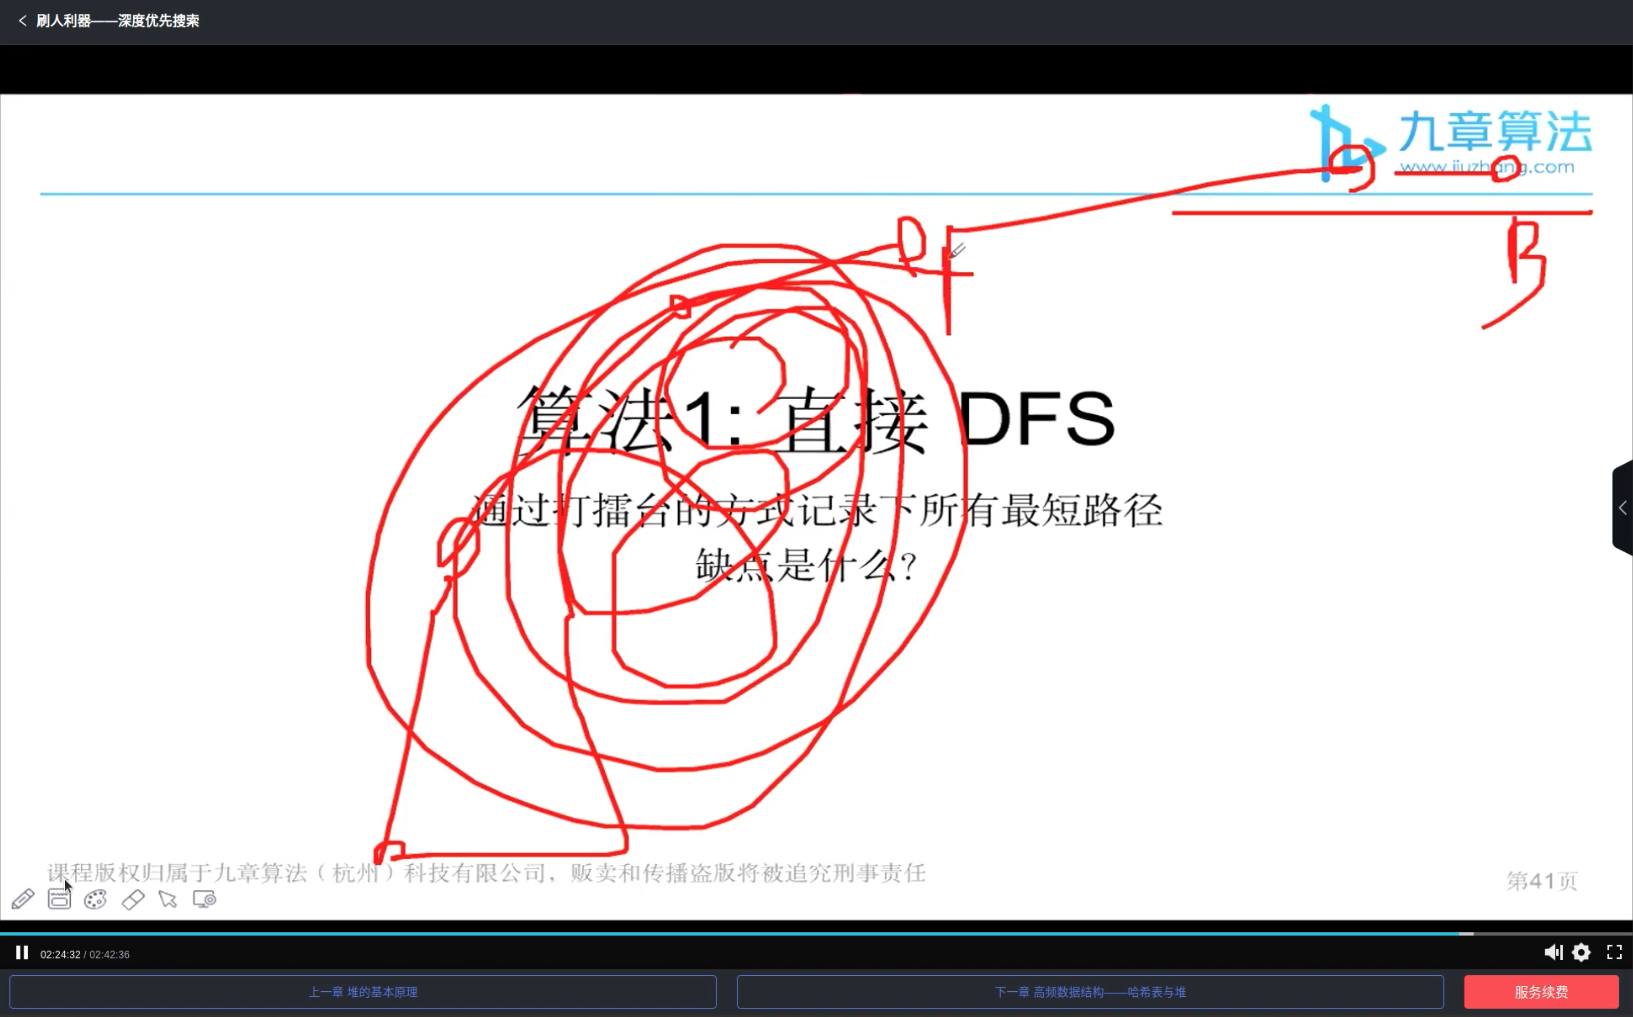 刷人利器——深度优先搜索
九章算法
www.jiuzhang.com
B
算法1: 直接 DFS
通过打擂台的方式记录下所有最短路径
缺点是什么？
课程版权归属于九章算法（杭州）科技有限公司，贩卖和传播盗版将被追究刑事责任
第41页
02:24:32 / 02:42:36
上一章 堆的基本原理
下一章 高频数据结构——哈希表与堆
服务续费